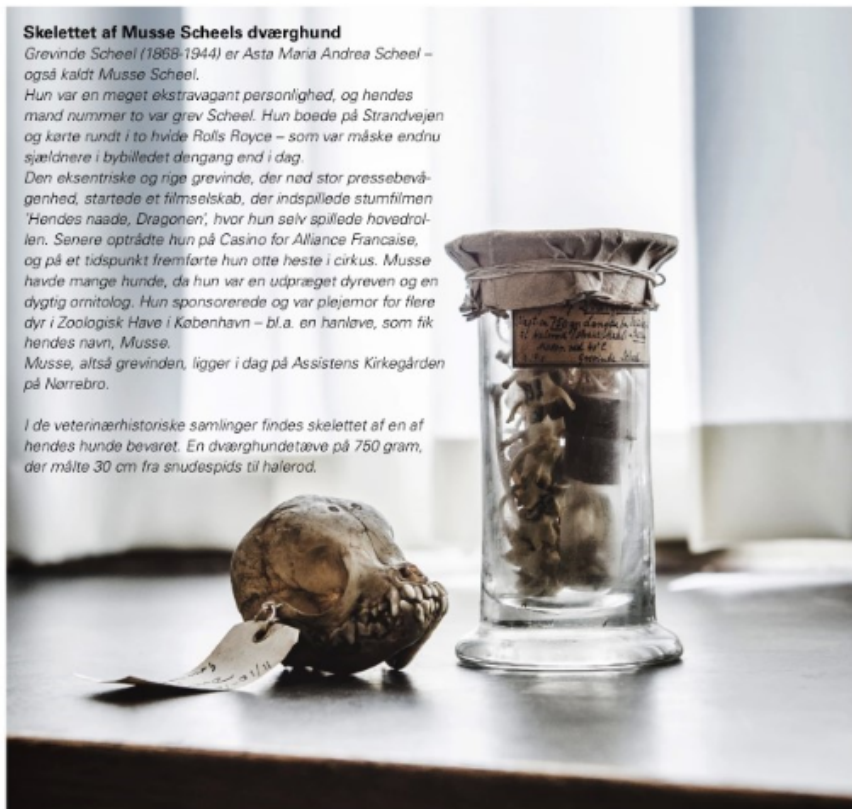 Skelettet af Musse Scheels dværghund
Grevinde Scheel (1868-1944) er Asta Maria Andrea Scheel –
også kaldt Musse Scheel.
Hun var en meget ekstravagant personlighed, og hendes
mand nummer to var grev Scheel. Hun boede på Strandvejen
og kørte rundt i to hvide Rolls Royce – som var måske endnu
sjældnere i bybilledet dengang end i dag.
Den eksentriske og rige grevinde, der nød stor pressebevå-
genhed, startede et filmselskab, der indspillede stumfilmen
'Hendes naade, Dragonen', hvor hun selv spillede hovedrol-
len. Senere optrådte hun på Casino for Alliance Francaise,
og på et tidspunkt fremførte hun otte heste i cirkus. Musse
havde mange hunde, da hun var en udpræget dyreven og en
dygtig ornitolog. Hun sponsorerede og var plejemor for flere
dyr i Zoologisk Have i København – bl.a. en hanløve, som fik
hendes navn, Musse.
Musse, altså grevinden, ligger i dag på Assistens Kirkegården
på Nørrebro.
I de veterinærhistoriske samlinger findes skelettet af en af
hendes hunde bevaret. En dværghundetæve på 750 gram,
der målte 30 cm fra snudespids til halerod.
Grevinde